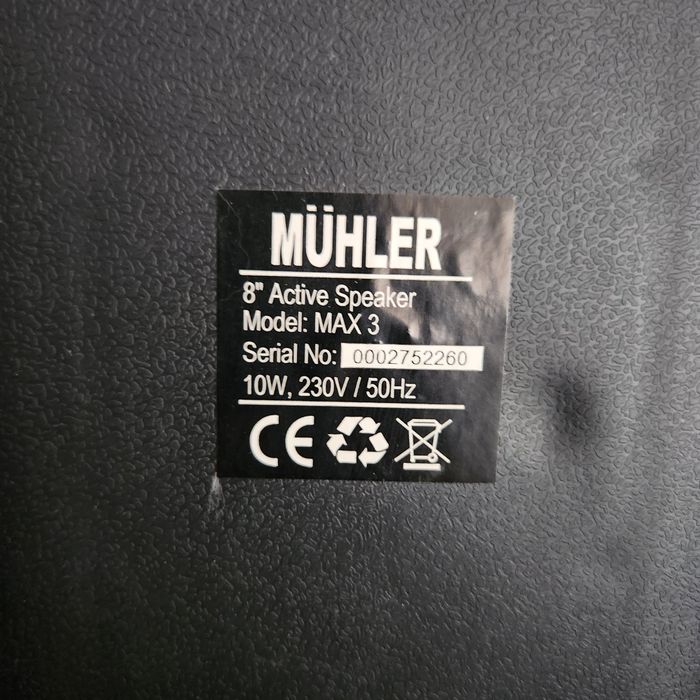 MÜHLER
8" Active Speaker
Model: MAX 3
Serial No: 0002752260
10W, 230V / 50Hz
CE